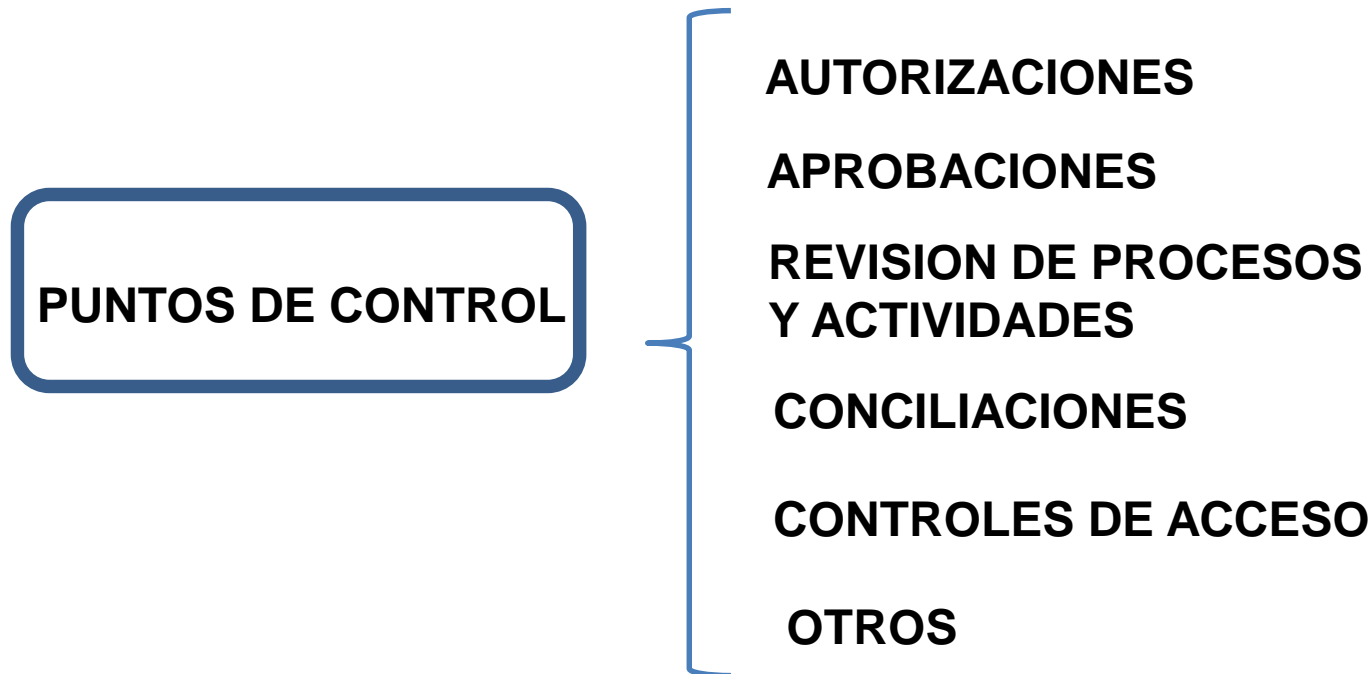 PUNTOS DE CONTROL
AUTORIZACIONES
APROBACIONES
REVISION DE PROCESOS
Y ACTIVIDADES
CONCILIACIONES
CONTROLES DE ACCESO
OTROS